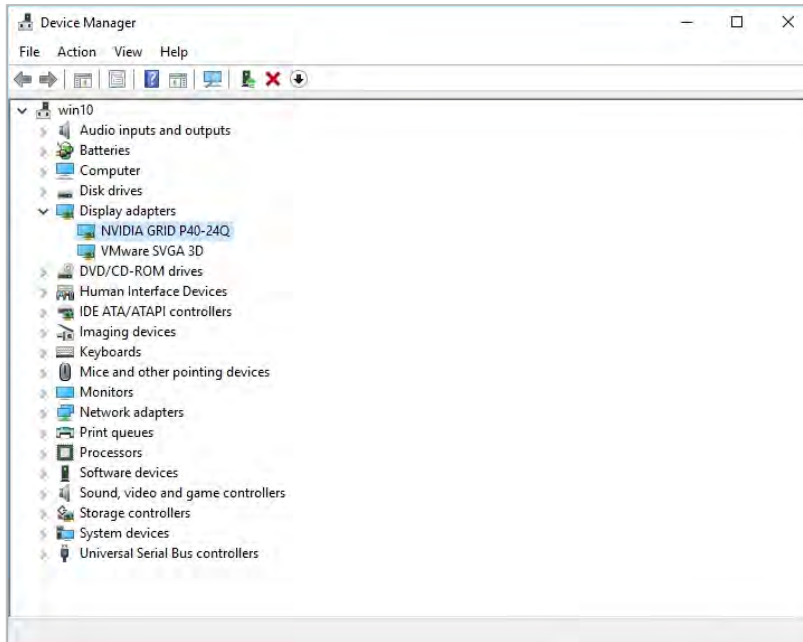 Device Manager
File Action View Help
win10
Audio inputs and outputs
Batteries
Computer
Disk drives
Display adapters
NVIDIA GRID P40-24Q
VMware SVGA 3D
DVD/CD-ROM drives
Human Interface Devices
IDE ATA/ATAPI controllers
Imaging devices
Keyboards
Mice and other pointing devices
Monitors
Network adapters
Print queues
Processors
Software devices
Sound, video and game controllers
Storage controllers
System devices
Universal Serial Bus controllers